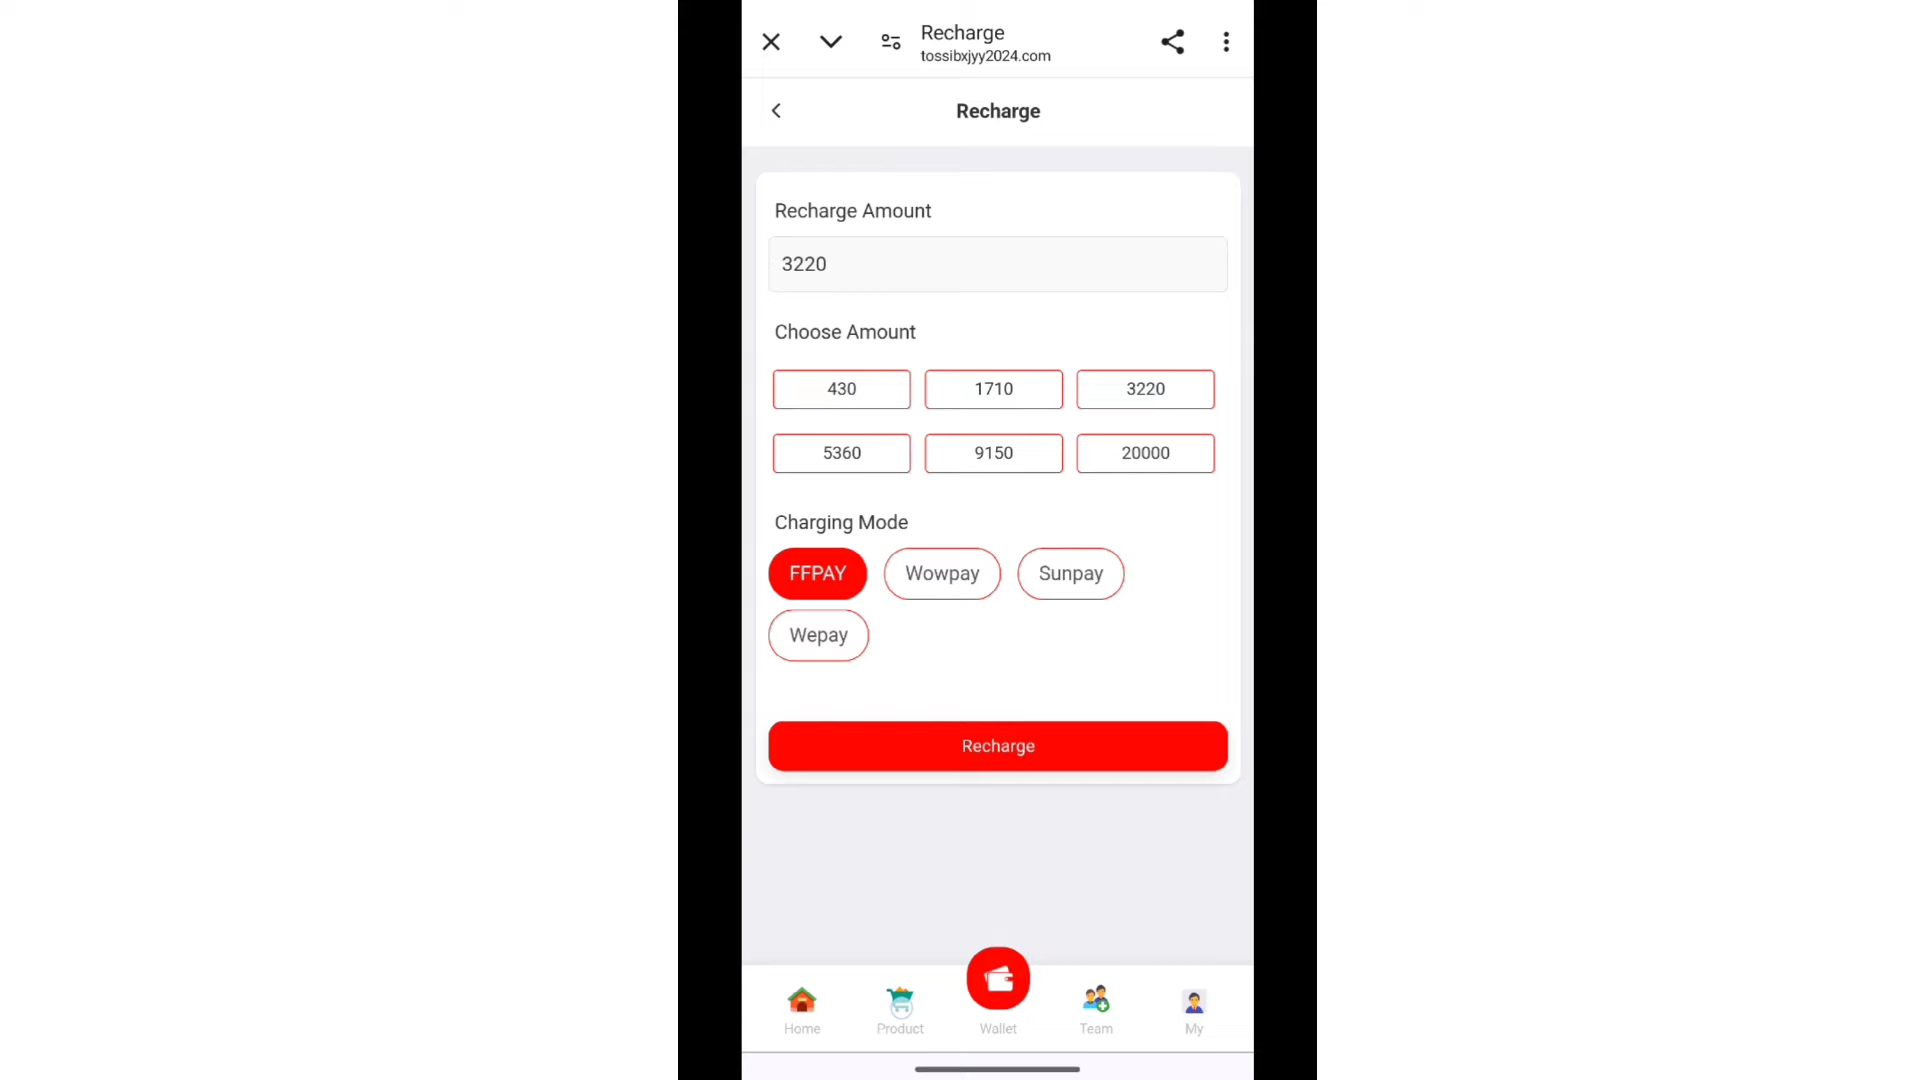 Recharge
tossibxjyy2024.com
Recharge
Recharge Amount
3220
Choose Amount
430 1710 3220
5360 9150 20000
Charging Mode
FFPAY Wowpay Sunpay
Wepay
Recharge
Home Product Wallet Team My